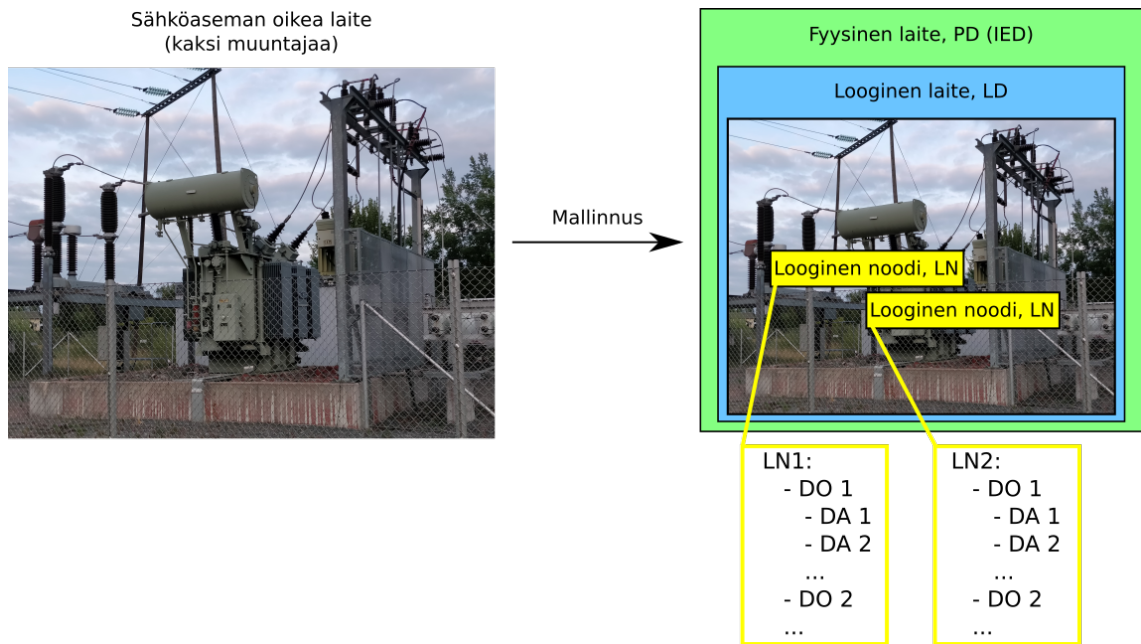 Sähköaseman oikea laite
(kaksi muuntajaa)
Mallinnus
Fyysinen laite, PD (IED)
Looginen laite, LD
Looginen noodi, LN
Looginen noodi, LN
LN1:
- DO 1
- DA 1
- DA 2
...
- DO 2
...
LN2:
- DO 1
- DA 1
- DA 2
...
- DO 2
...